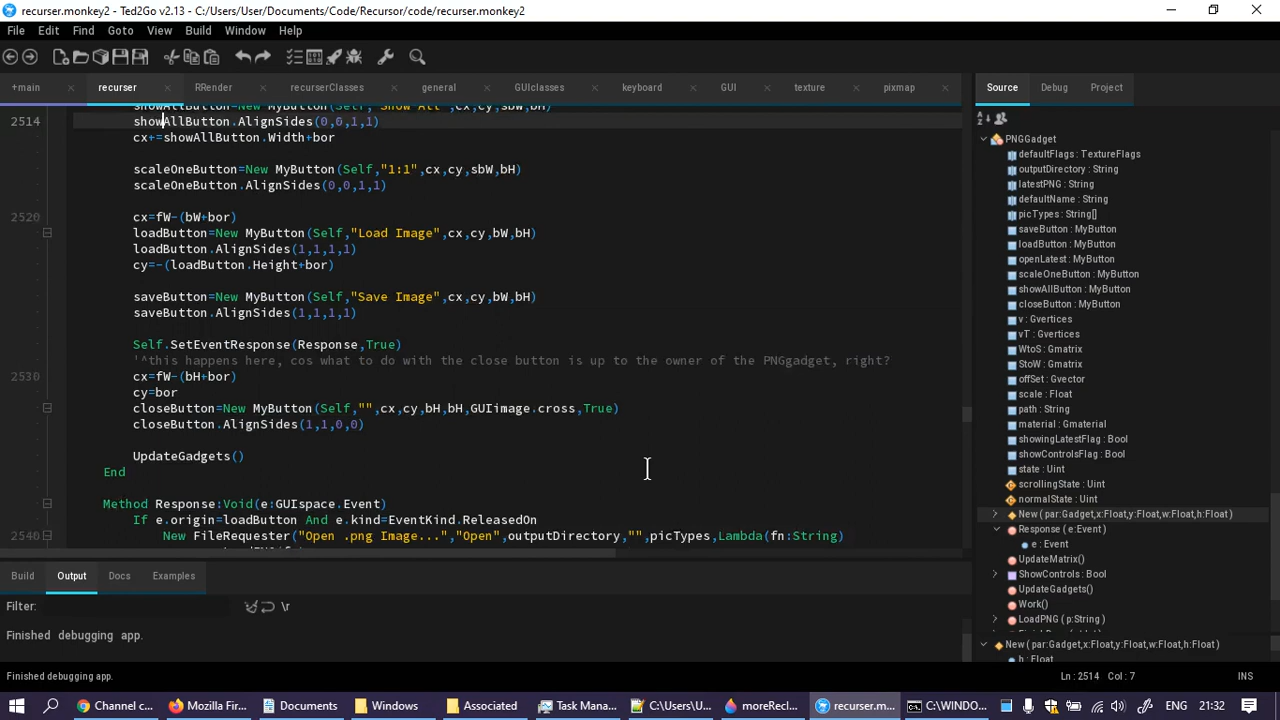 recurser.monkey2 - Ted2Go v2.13 - C:/Users/User/Documents/Code/Recursor/code/recurser.monkey2
File Edit Find Goto View Build Window Help
+main recurser RRender recurserClasses general GUIclasses keyboard GUI texture pixmap
Source Debug Project
showAllButton=New MyButton(Self,"Show All",cx,cy,sbW,bH)
2514 showAllButton.AlignSides(0,0,1,1)
cx+=showAllButton.Width+bor
scaleOneButton=New MyButton(Self,"1:1",cx,cy,sbW,bH)
scaleOneButton.AlignSides(0,0,1,1)
2520 cx=fW-(bW+bor)
loadButton=New MyButton(Self,"Load Image",cx,cy,bW,bH)
loadButton.AlignSides(1,1,1,1)
cy=-(loadButton.Height+bor)
saveButton=New MyButton(Self,"Save Image",cx,cy,bW,bH)
saveButton.AlignSides(1,1,1,1)
Self.SetEventResponse(Response,True)
'^this happens here, cos what to do with the close button is up to the owner of the PNGgadget, right?
2530 cx=fW-(bH+bor)
cy=bor
closeButton=New MyButton(Self,"",cx,cy,bH,bH,GUIimage.cross,True)
closeButton.AlignSides(1,1,0,0)
UpdateGadgets()
End
Method Response:Void(e:GUIspace.Event)
If e.origin=loadButton And e.kind=EventKind.ReleasedOn
2540 New FileRequester("Open .png Image...","Open",outputDirectory,"",picTypes,Lambda(fn:String)
PNGGadget
defaultFlags : TextureFlags
outputDirectory : String
latestPNG : String
defaultName : String
picTypes : String[]
saveButton : MyButton
loadButton : MyButton
openLatest : MyButton
scaleOneButton : MyButton
showAllButton : MyButton
closeButton : MyButton
v : Gvertices
vT : Gvertices
WtoS : Gmatrix
StoW : Gmatrix
offSet : Gvector
scale : Float
path : String
material : Gmaterial
showingLatestFlag : Bool
showControlsFlag : Bool
state : Uint
scrollingState : Uint
normalState : Uint
New ( par:Gadget,x:Float,y:Float,w:Float,h:Float )
Response ( e:Event )
e : Event
UpdateMatrix()
ShowControls : Bool
UpdateGadgets()
Work()
LoadPNG ( p:String )
New ( par:Gadget,x:Float,y:Float,w:Float,h:Float )
h : Float
Build Output Docs Examples
Filter: \r
Finished debugging app.
Finished debugging app. Ln : 2514 Col : 7 INS
Channel c... Mozilla Fir... Documents Windows Associated Task Mana... C:\Users\U... moreRecl... recurser.m... C:\WINDO... 21:32